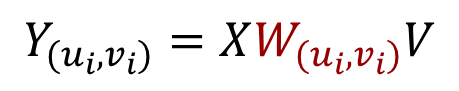 Y_(u_i,v_i) = XW_(u_i,v_i)V